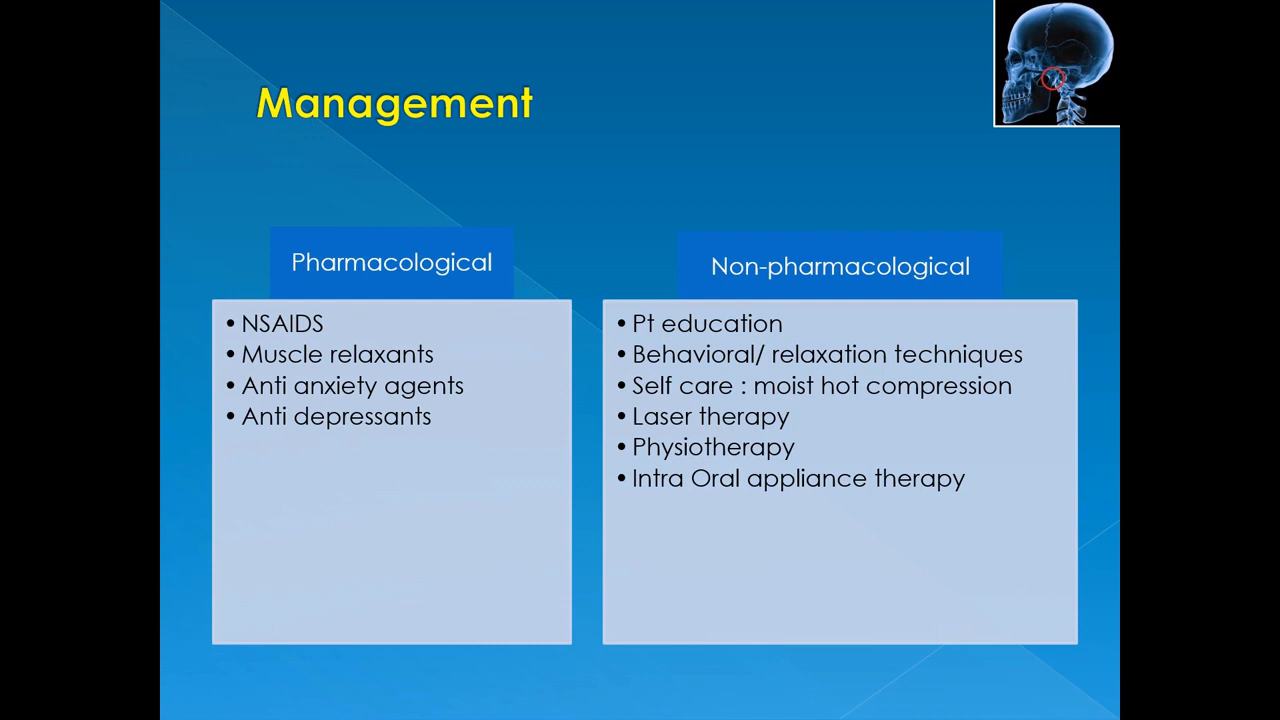 Management
Pharmacological
• NSAIDS
• Muscle relaxants
• Anti anxiety agents
• Anti depressants
Non-pharmacological
• Pt education
• Behavioral/ relaxation techniques
• Self care : moist hot compression
• Laser therapy
• Physiotherapy
• Intra Oral appliance therapy